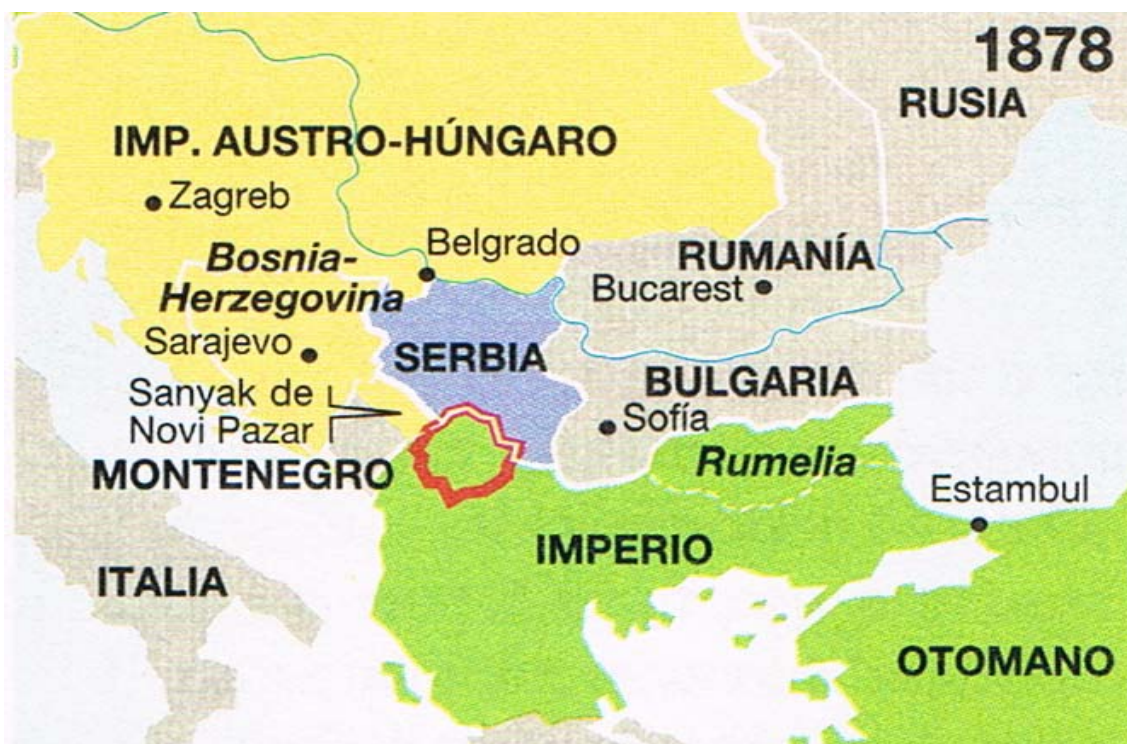 1878
RUSIA
IMP. AUSTRO-HÚNGARO
Zagreb
Belgrado
Bosnia-
Herzegovina
RUMANÍA
Bucarest
Sarajevo
SERBIA
BULGARIA
Sanyak de
Novi Pazar
Sofía
MONTENEGRO
Rumelia
Estambul
IMPERIO
ITALIA
OTOMANO